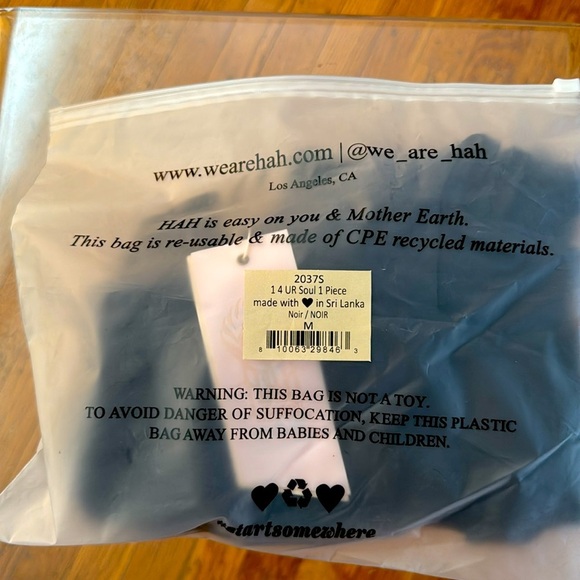 www.wearehah.com | @we_are_hah
Los Angeles, CA
HAH is easy on you & Mother Earth.
This bag is re-usable & made of CPE recycled materials.
2037S
1 4 UR Soul 1 Piece
made with ♥ in Sri Lanka
Noir / NOIR
M
8 10063 29846 3
WARNING: THIS BAG IS NOT A TOY.
TO AVOID DANGER OF SUFFOCATION, KEEP THIS PLASTIC
BAG AWAY FROM BABIES AND CHILDREN.
#startsomewhere